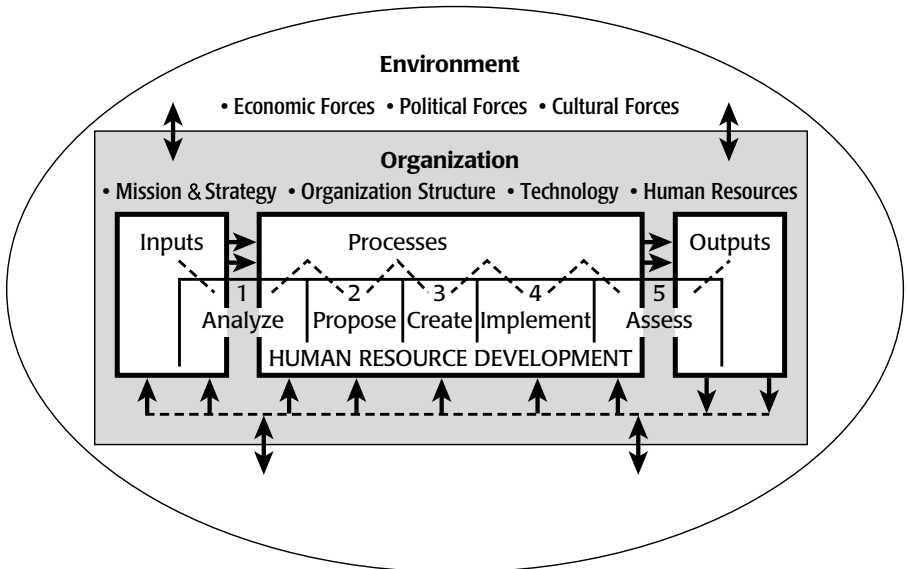 Environment
• Economic Forces • Political Forces • Cultural Forces
Organization
• Mission & Strategy • Organization Structure • Technology • Human Resources
Inputs Processes Outputs
1 2 3 4 5
Analyze Propose Create Implement Assess
HUMAN RESOURCE DEVELOPMENT